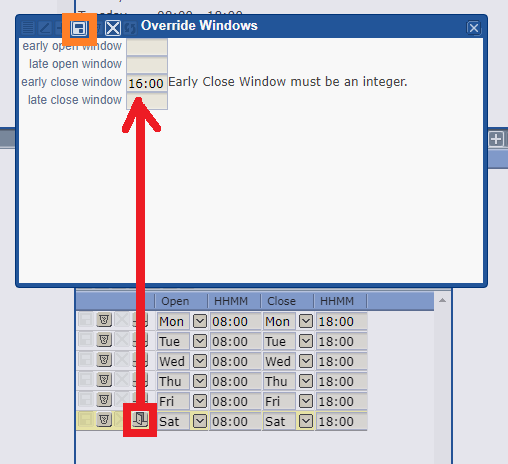 Override Windows
early open window
late open window
early close window 16:00 Early Close Window must be an integer.
late close window
Open HHMM Close HHMM
Mon 08:00 Mon 18:00
Tue 08:00 Tue 18:00
Wed 08:00 Wed 18:00
Thu 08:00 Thu 18:00
Fri 08:00 Fri 18:00
Sat 08:00 Sat 18:00